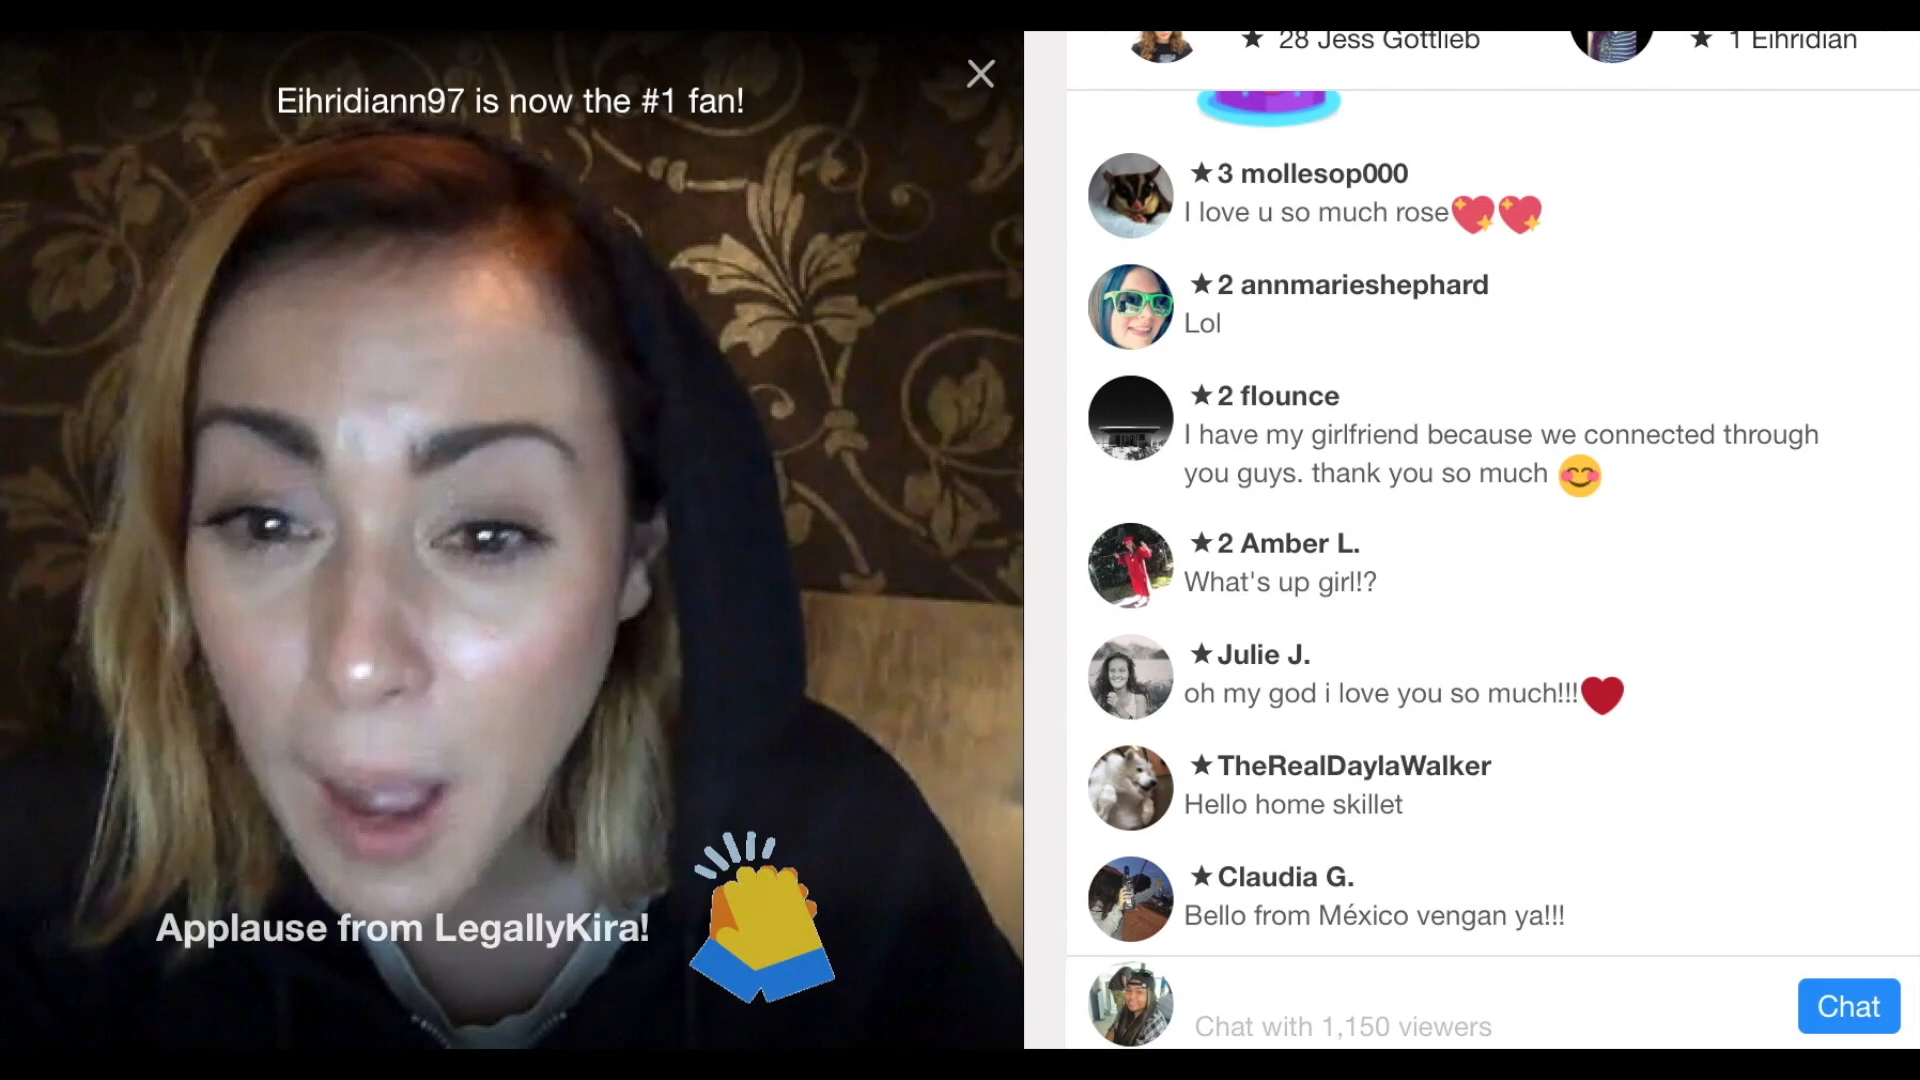 Eihridiann97 is now the #1 fan!
Applause from LegallyKira!
★ 28 Jess Gottlieb
★ 1 Eihridian
★3 mollesop000
I love u so much rose💖💖
★2 annmarieshephard
Lol
★2 flounce
I have my girlfriend because we connected through
you guys. thank you so much 😊
★2 Amber L.
What's up girl!?
★Julie J.
oh my god i love you so much!!!❤
★TheRealDaylaWalker
Hello home skillet
★Claudia G.
Bello from México vengan ya!!!
Chat with 1,150 viewers
Chat